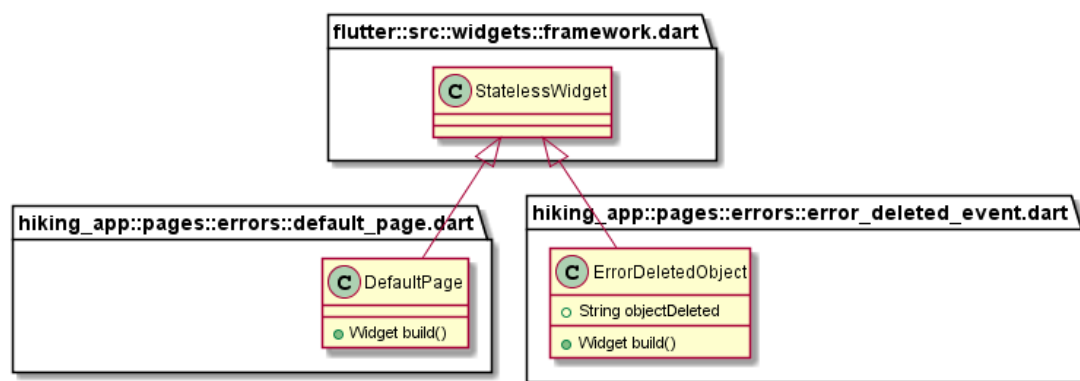 flutter::src::widgets::framework.dart
C StatelessWidget
hiking_app::pages::errors::default_page.dart
C DefaultPage
Widget build()
hiking_app::pages::errors::error_deleted_event.dart
C ErrorDeletedObject
String objectDeleted
Widget build()